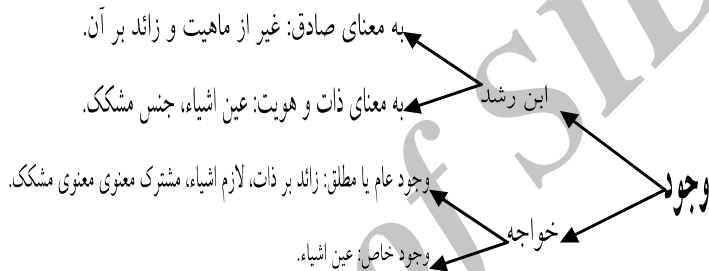 به معنای صادق: غیر از ماهیت و زائد بر آن.
ابن رشد
به معنای ذات و هویت: عین اشیاء، جنس مشکک.
وجود
وجود عام یا مطلق: زائد بر ذات، لازم اشیاء، مشترک معنوی معنوی مشکک.
خواجه
وجود خاص: عین اشیاء.
of SID